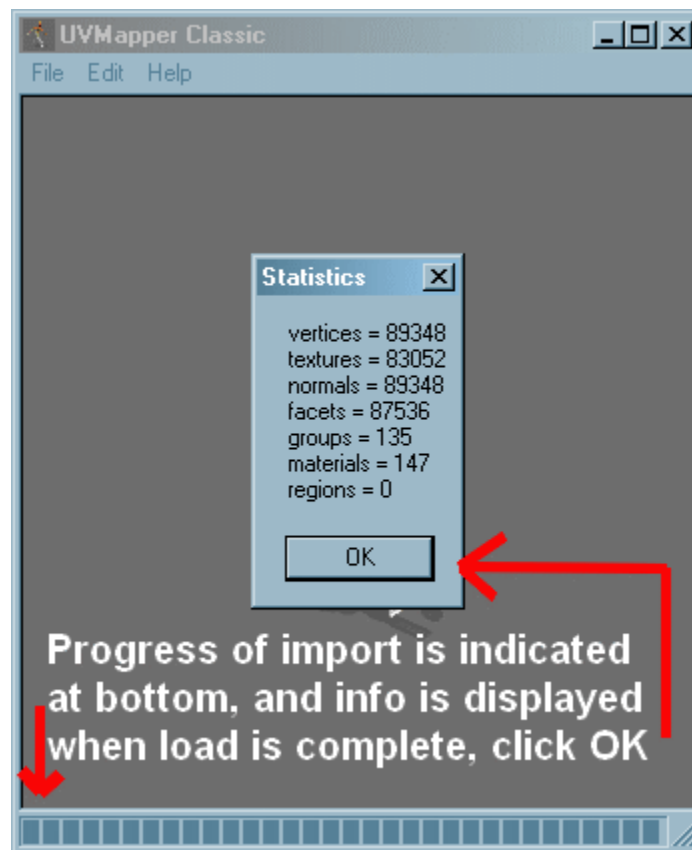 UVMapper Classic
File Edit Help
Statistics
vertices = 89348
textures = 83052
normals = 89348
facets = 87536
groups = 135
materials = 147
regions = 0
OK
Progress of import is indicated
at bottom, and info is displayed
when load is complete, click OK